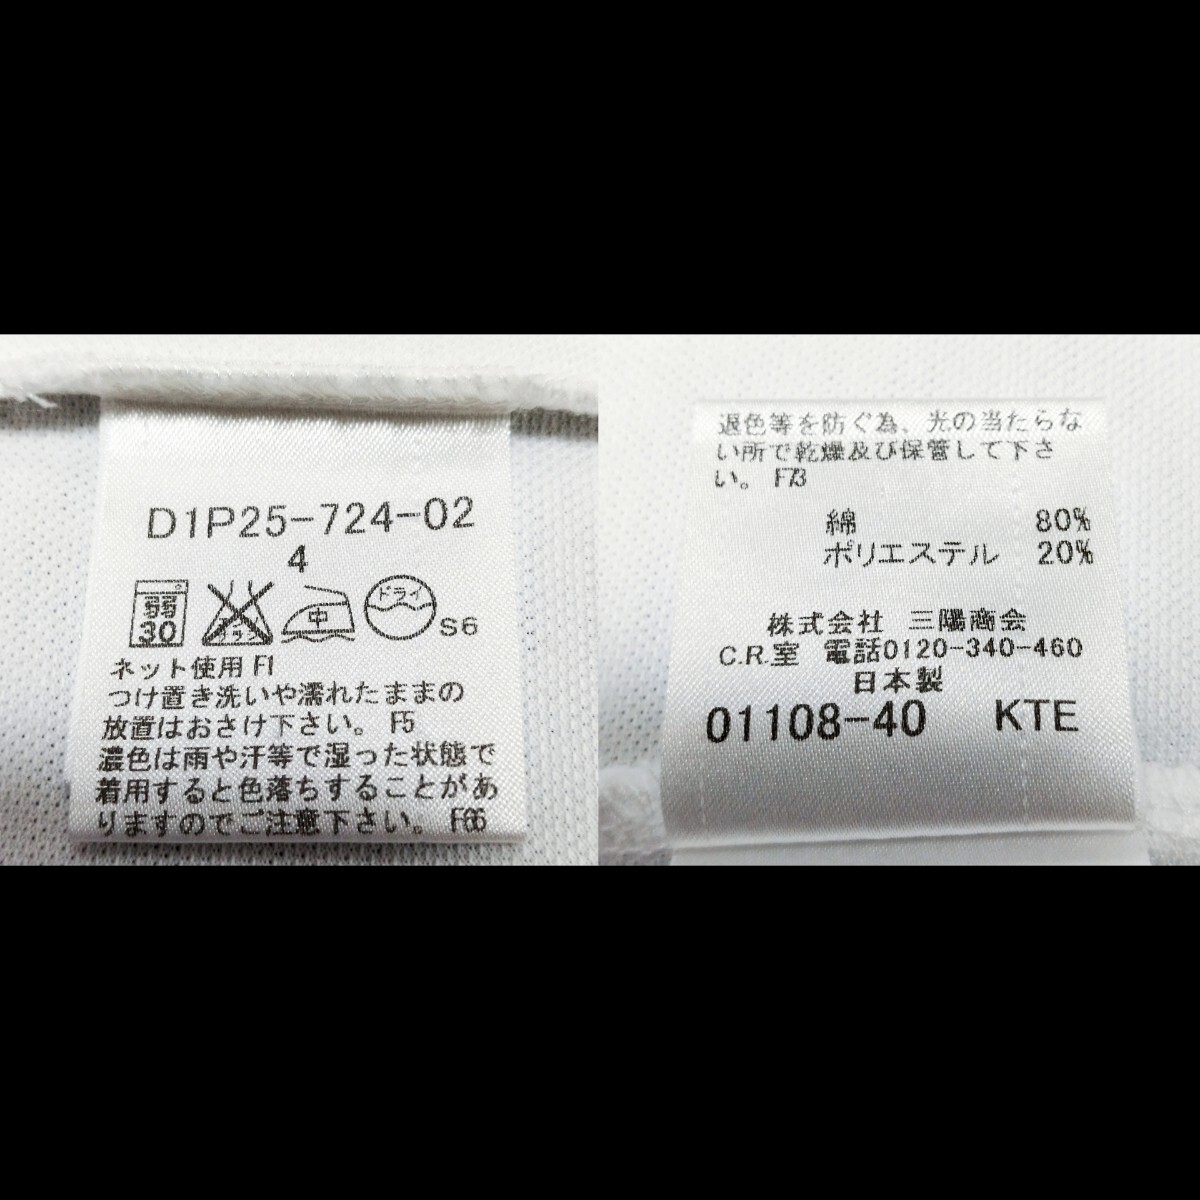 D1P25-724-02
4
弱 30 エンソサラシ 中 ドライ S6
ネット使用 F1
つけ置き洗いや濡れたままの
放置はおさけ下さい。 F5
濃色は雨や汗等で湿った状態で
着用すると色落ちすることがあ
りますのでご注意下さい。 F66
退色等を防ぐ為、光の当たらな
い所で乾燥及び保管して下さ
い。 F73
綿 80%
ポリエステル 20%
株式会社 三陽商会
C.R.室 電話0120-340-460
日本製
01108-40 KTE